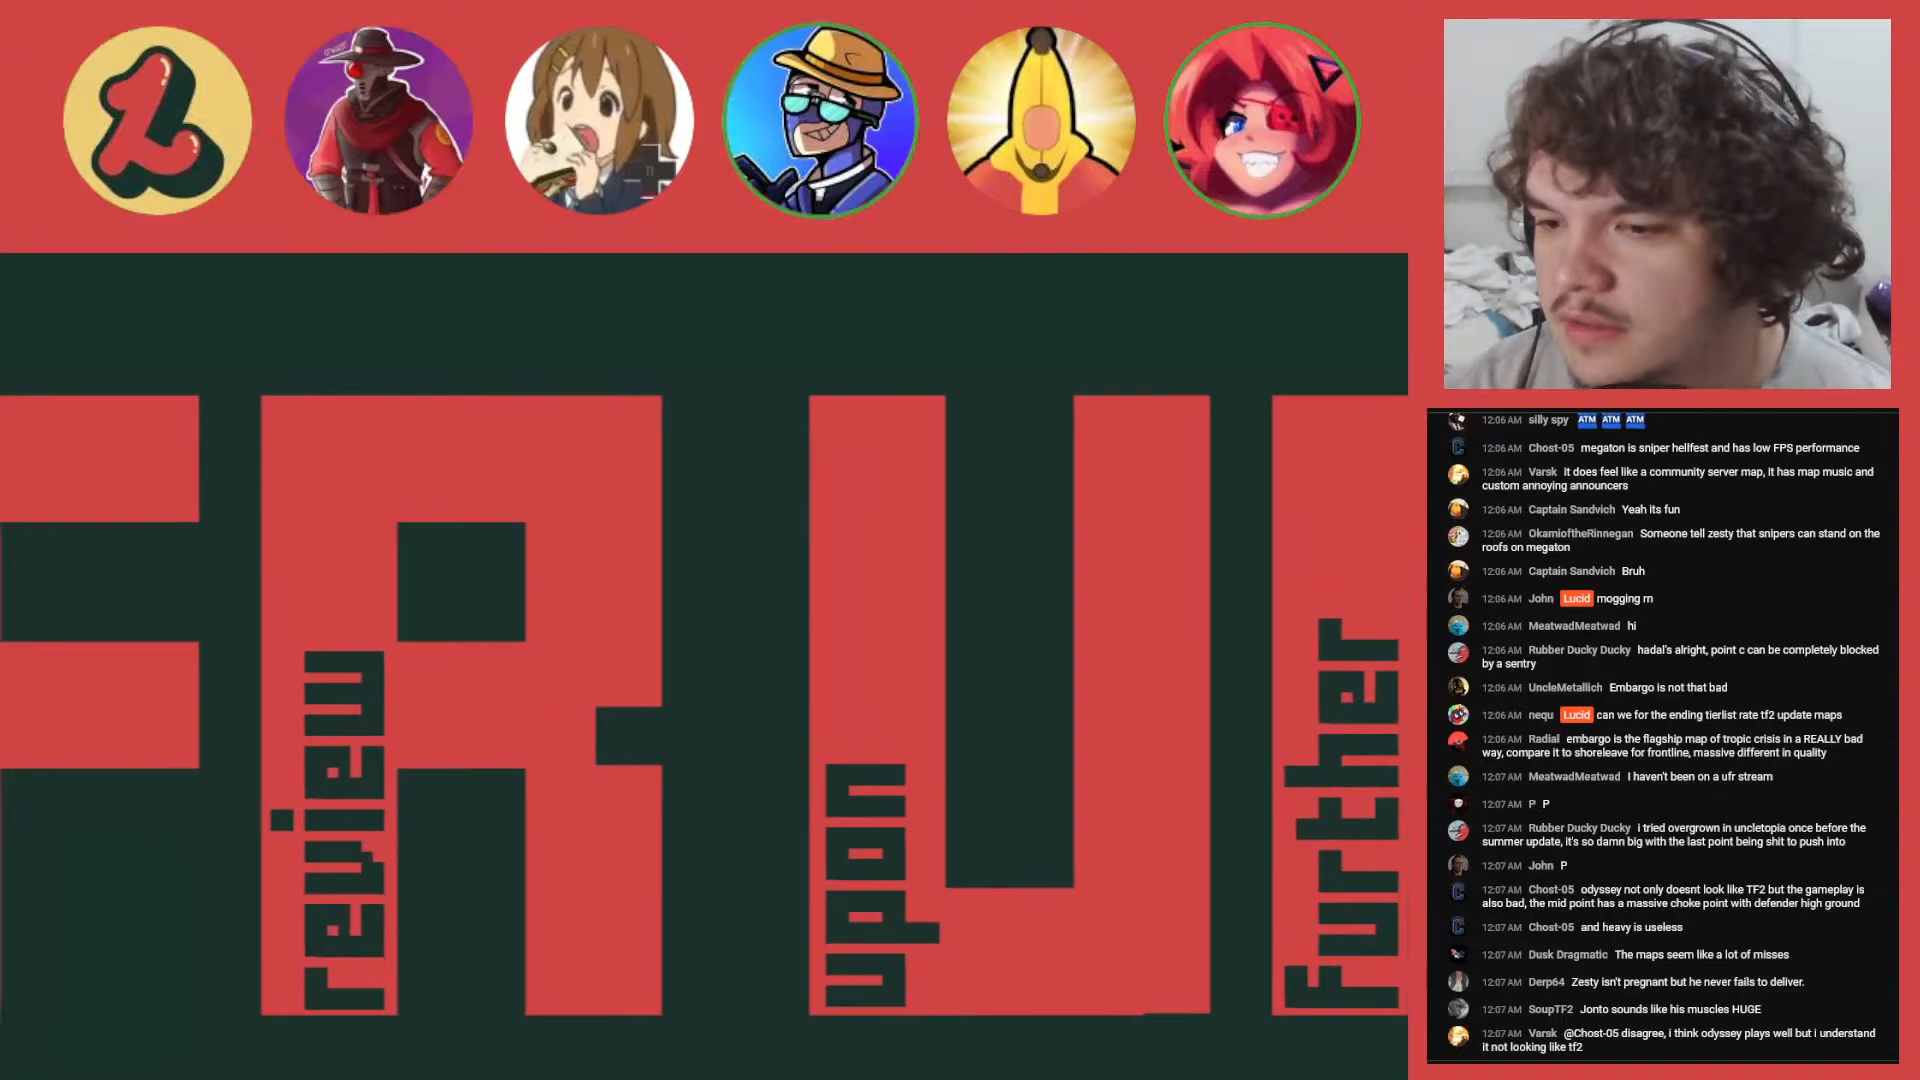 F R U F
review
upon
Further
12:06 AM silly spy ATM ATM ATM
12:06 AM Chost-05 megaton is sniper hellfest and has low FPS performance
12:06 AM Varsk it does feel like a community server map, it has map music and
custom annoying announcers
12:06 AM Captain Sandvich Yeah its fun
12:06 AM OkamioftheRinnegan Someone tell zesty that snipers can stand on the
roofs on megaton
12:06 AM Captain Sandvich Bruh
12:06 AM John Lucid mogging rn
12:06 AM MeatwadMeatwad hi
12:06 AM Rubber Ducky Ducky hadal's alright, point c can be completely blocked
by a sentry
12:06 AM UncleMetallich Embargo is not that bad
12:06 AM nequ Lucid can we for the ending tierlist rate tf2 update maps
12:06 AM Radial embargo is the flagship map of tropic crisis in a REALLY bad
way, compare it to shoreleave for frontline, massive different in quality
12:07 AM MeatwadMeatwad I haven't been on a ufr stream
12:07 AM P P
12:07 AM Rubber Ducky Ducky i tried overgrown in uncletopia once before the
summer update, it's so damn big with the last point being shit to push into
12:07 AM John P
12:07 AM Chost-05 odyssey not only doesnt look like TF2 but the gameplay is
also bad, the mid point has a massive choke point with defender high ground
12:07 AM Chost-05 and heavy is useless
12:07 AM Dusk Dragmatic The maps seem like a lot of misses
12:07 AM Derp64 Zesty isn't pregnant but he never fails to deliver.
12:07 AM SoupTF2 Jonto sounds like his muscles HUGE
12:07 AM Varsk @Chost-05 disagree, i think odyssey plays well but i understand
it not looking like tf2